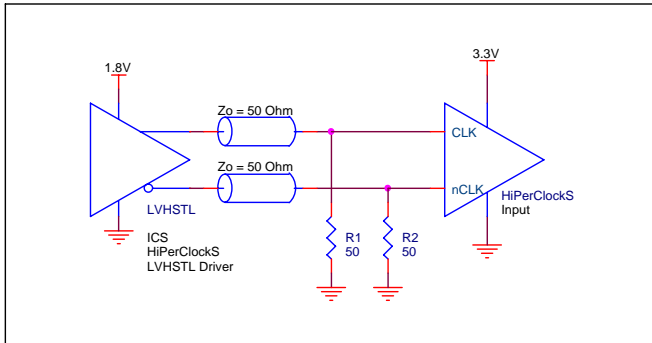 1.8V
3.3V
Zo = 50 Ohm
CLK
Zo = 50 Ohm
nCLK
LVHSTL
HiPerClockS
Input
ICS
HiPerClockS
LVHSTL Driver
R1
50
R2
50